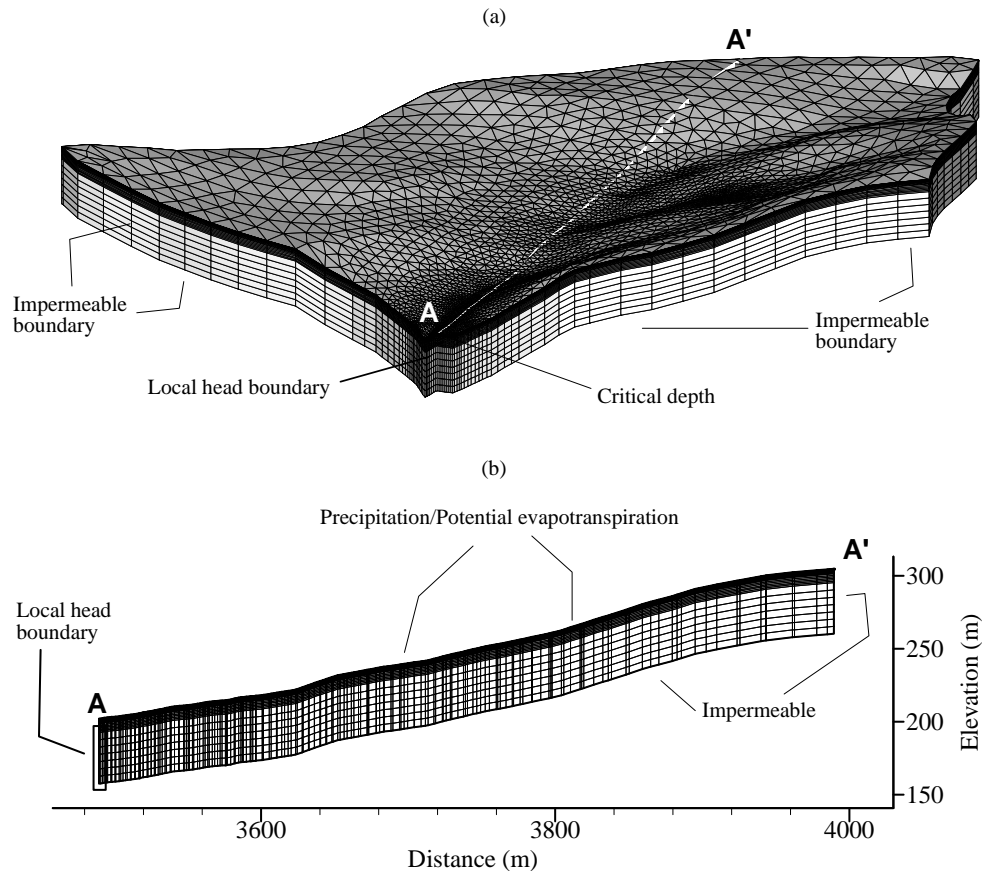 (a)
A'
A
Impermeable
boundary
Impermeable
boundary
Local head boundary
Critical depth
(b)
Precipitation/Potential evapotranspiration
A'
Local head
boundary
A
Impermeable
300
250
200
150
Elevation (m)
3600
3800
4000
Distance (m)